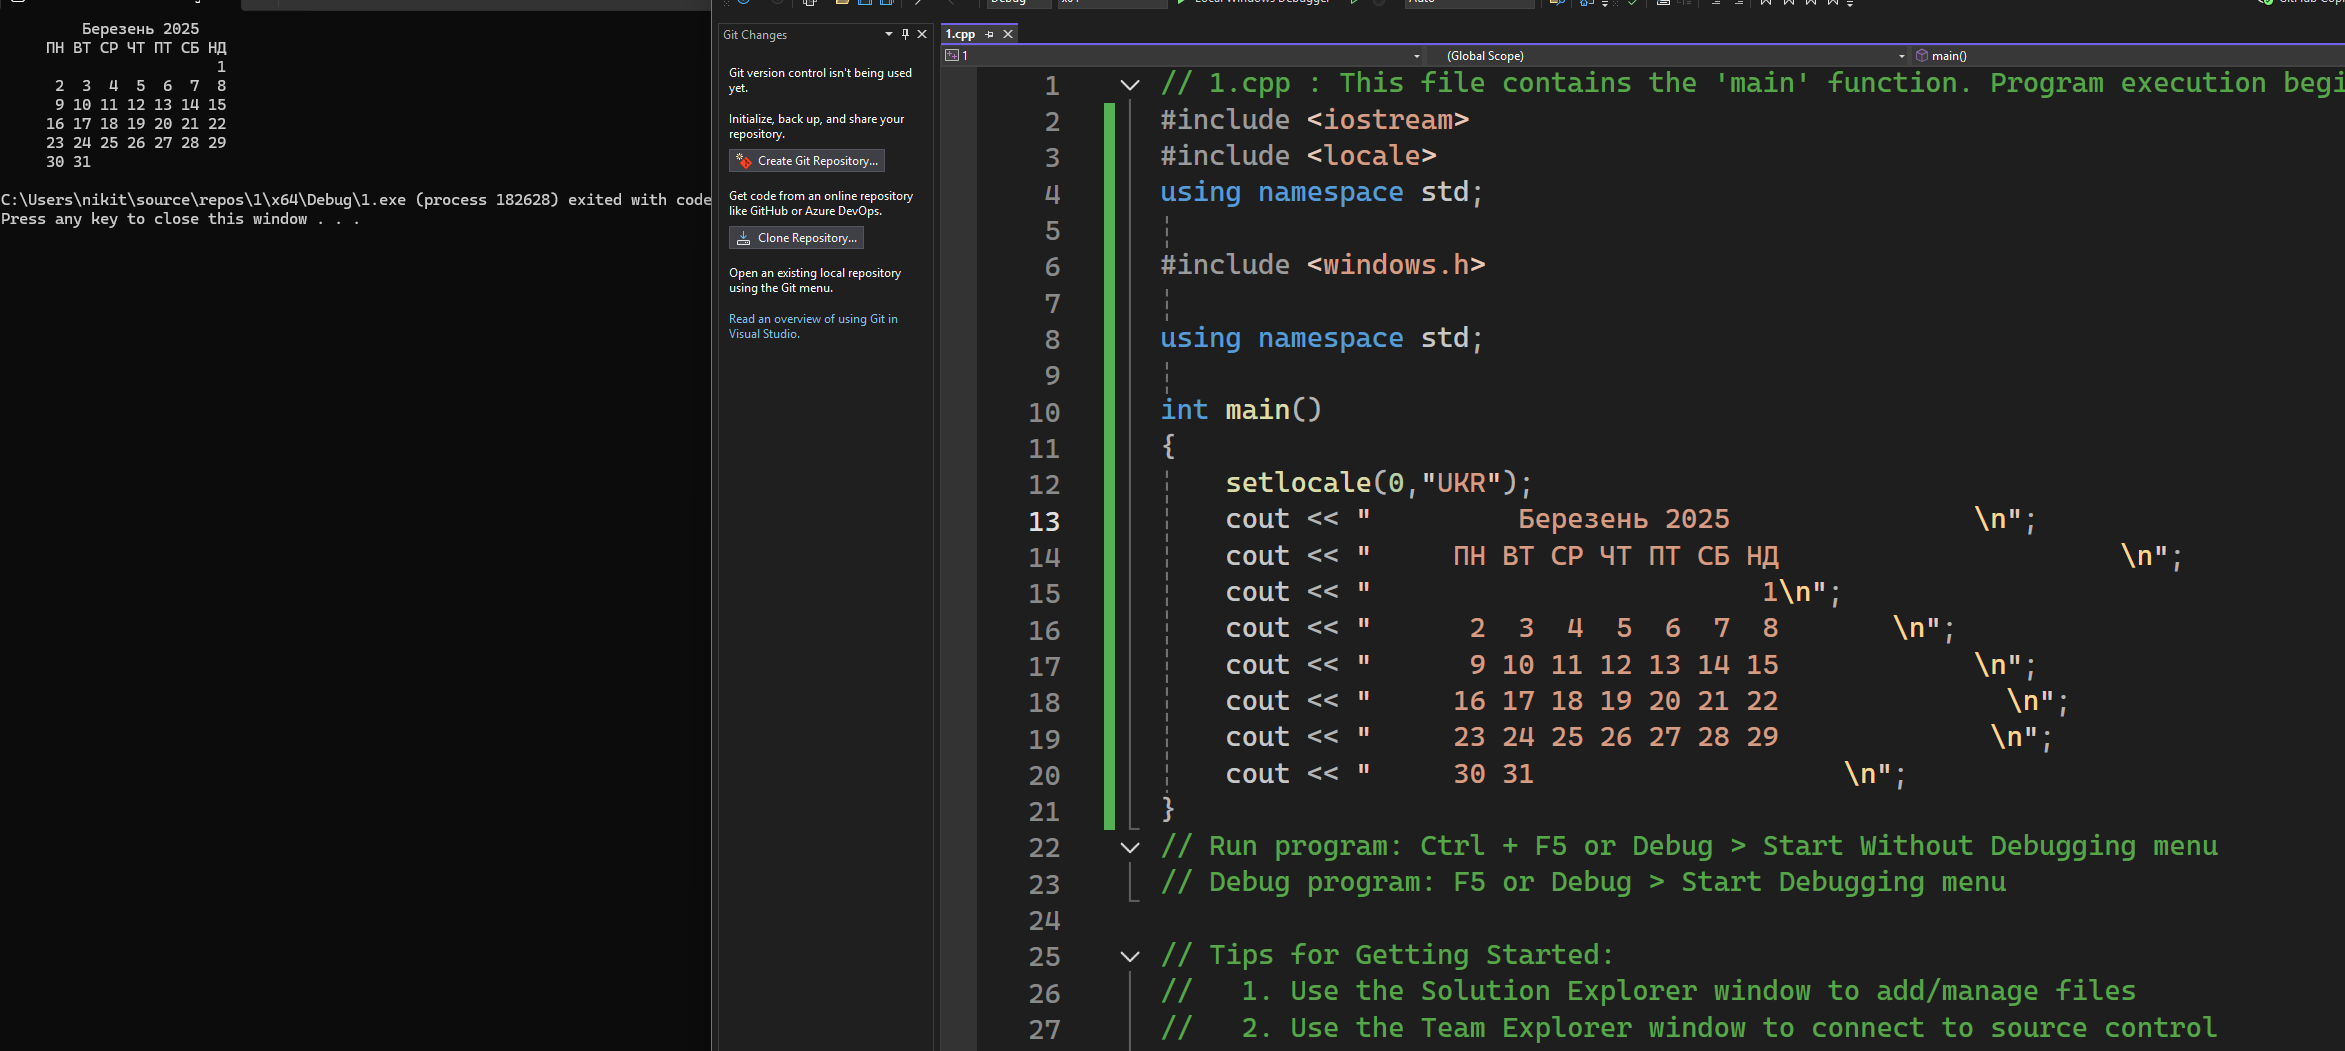 Березень 2025
ПН ВТ СР ЧТ ПТ СБ НД
1
2 3 4 5 6 7 8
9 10 11 12 13 14 15
16 17 18 19 20 21 22
23 24 25 26 27 28 29
30 31
C:\Users\nikit\source\repos\1\x64\Debug\1.exe (process 182628) exited with code
Press any key to close this window . . .
Git Changes
Git version control isn't being used
yet.
Initialize, back up, and share your
repository.
Create Git Repository...
Get code from an online repository
like GitHub or Azure DevOps.
Clone Repository...
Open an existing local repository
using the Git menu.
Read an overview of using Git in
Visual Studio.
1.cpp
1
(Global Scope)
main()
1 // 1.cpp : This file contains the 'main' function. Program execution begi
2 #include <iostream>
3 #include <locale>
4 using namespace std;
5
6 #include <windows.h>
7
8 using namespace std;
9
10 int main()
11 {
12 setlocale(0,"UKR");
13 cout << "         Березень 2025               \n";
14 cout << "     ПН ВТ СР ЧТ ПТ СБ НД                     \n";
15 cout << "                        1\n";
16 cout << "      2  3  4  5  6  7  8       \n";
17 cout << "      9 10 11 12 13 14 15            \n";
18 cout << "     16 17 18 19 20 21 22              \n";
19 cout << "     23 24 25 26 27 28 29             \n";
20 cout << "     30 31                   \n";
21 }
22 // Run program: Ctrl + F5 or Debug > Start Without Debugging menu
23 // Debug program: F5 or Debug > Start Debugging menu
24
25 // Tips for Getting Started:
26 //   1. Use the Solution Explorer window to add/manage files
27 //   2. Use the Team Explorer window to connect to source control